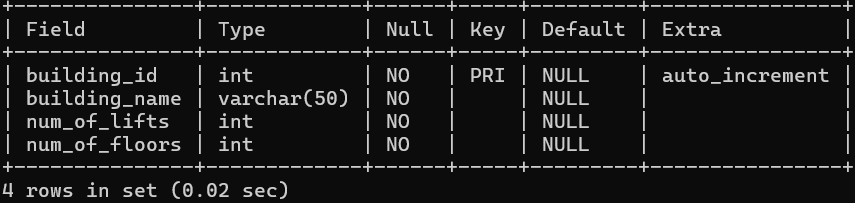 +---------------+-------------+------+-----+---------+----------------+
| Field         | Type        | Null | Key | Default | Extra          |
+---------------+-------------+------+-----+---------+----------------+
| building_id   | int         | NO   | PRI | NULL    | auto_increment |
| building_name | varchar(50) | NO   |     | NULL    |                |
| num_of_lifts  | int         | NO   |     | NULL    |                |
| num_of_floors | int         | NO   |     | NULL    |                |
+---------------+-------------+------+-----+---------+----------------+
4 rows in set (0.02 sec)